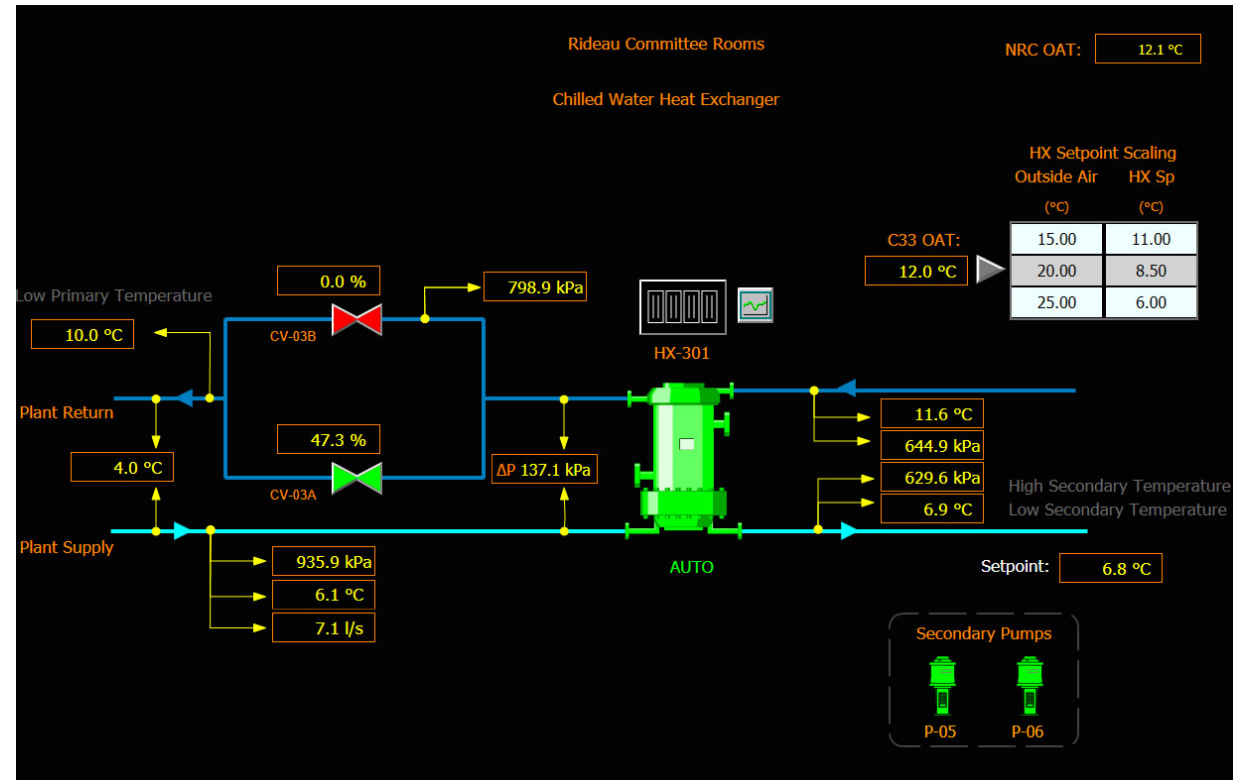 Rideau Committee Rooms
NRC OAT: 12.1 °C
Chilled Water Heat Exchanger
HX Setpoint Scaling
Outside Air HX Sp
(°C) (°C)
C33 OAT:
12.0 °C
15.00 11.00
20.00 8.50
25.00 6.00
0.0 %
798.9 kPa
Low Primary Temperature
10.0 °C
CV-03B
HX-301
Plant Return
47.3 %
4.0 °C
ΔP 137.1 kPa
CV-03A
11.6 °C
644.9 kPa
629.6 kPa
6.9 °C
High Secondary Temperature
Low Secondary Temperature
Plant Supply
935.9 kPa
6.1 °C
7.1 l/s
AUTO
Setpoint: 6.8 °C
Secondary Pumps
P-05 P-06